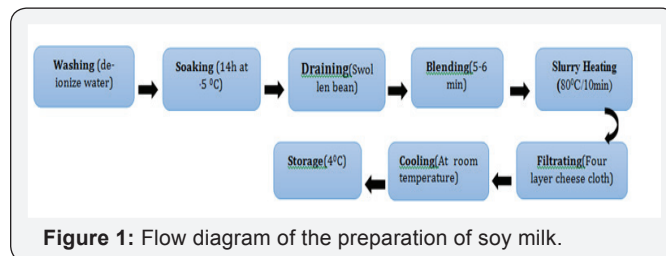 Washing (de-
ionize water)
Soaking (14h at
-5 ⁰C)
Draining(Swol
len bean)
Blending(5-6
min)
Slurry Heating
(80⁰C/10min)
Storage(4⁰C)
Cooling(At room
temperature)
Filtrating(Four
layer cheese cloth)
Figure 1: Flow diagram of the preparation of soy milk.